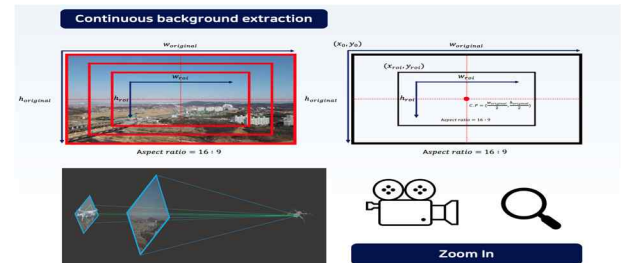 Continuous background extraction
w_original
h_original
w_roi
h_roi
Aspect ratio = 16 : 9
(x_0, y_0)
w_original
h_original
(x_roi, y_roi)
w_roi
h_roi
C.P = (w_original/2, h_original/2)
Aspect ratio = 16 : 9
Aspect ratio = 16 : 9
Zoom In